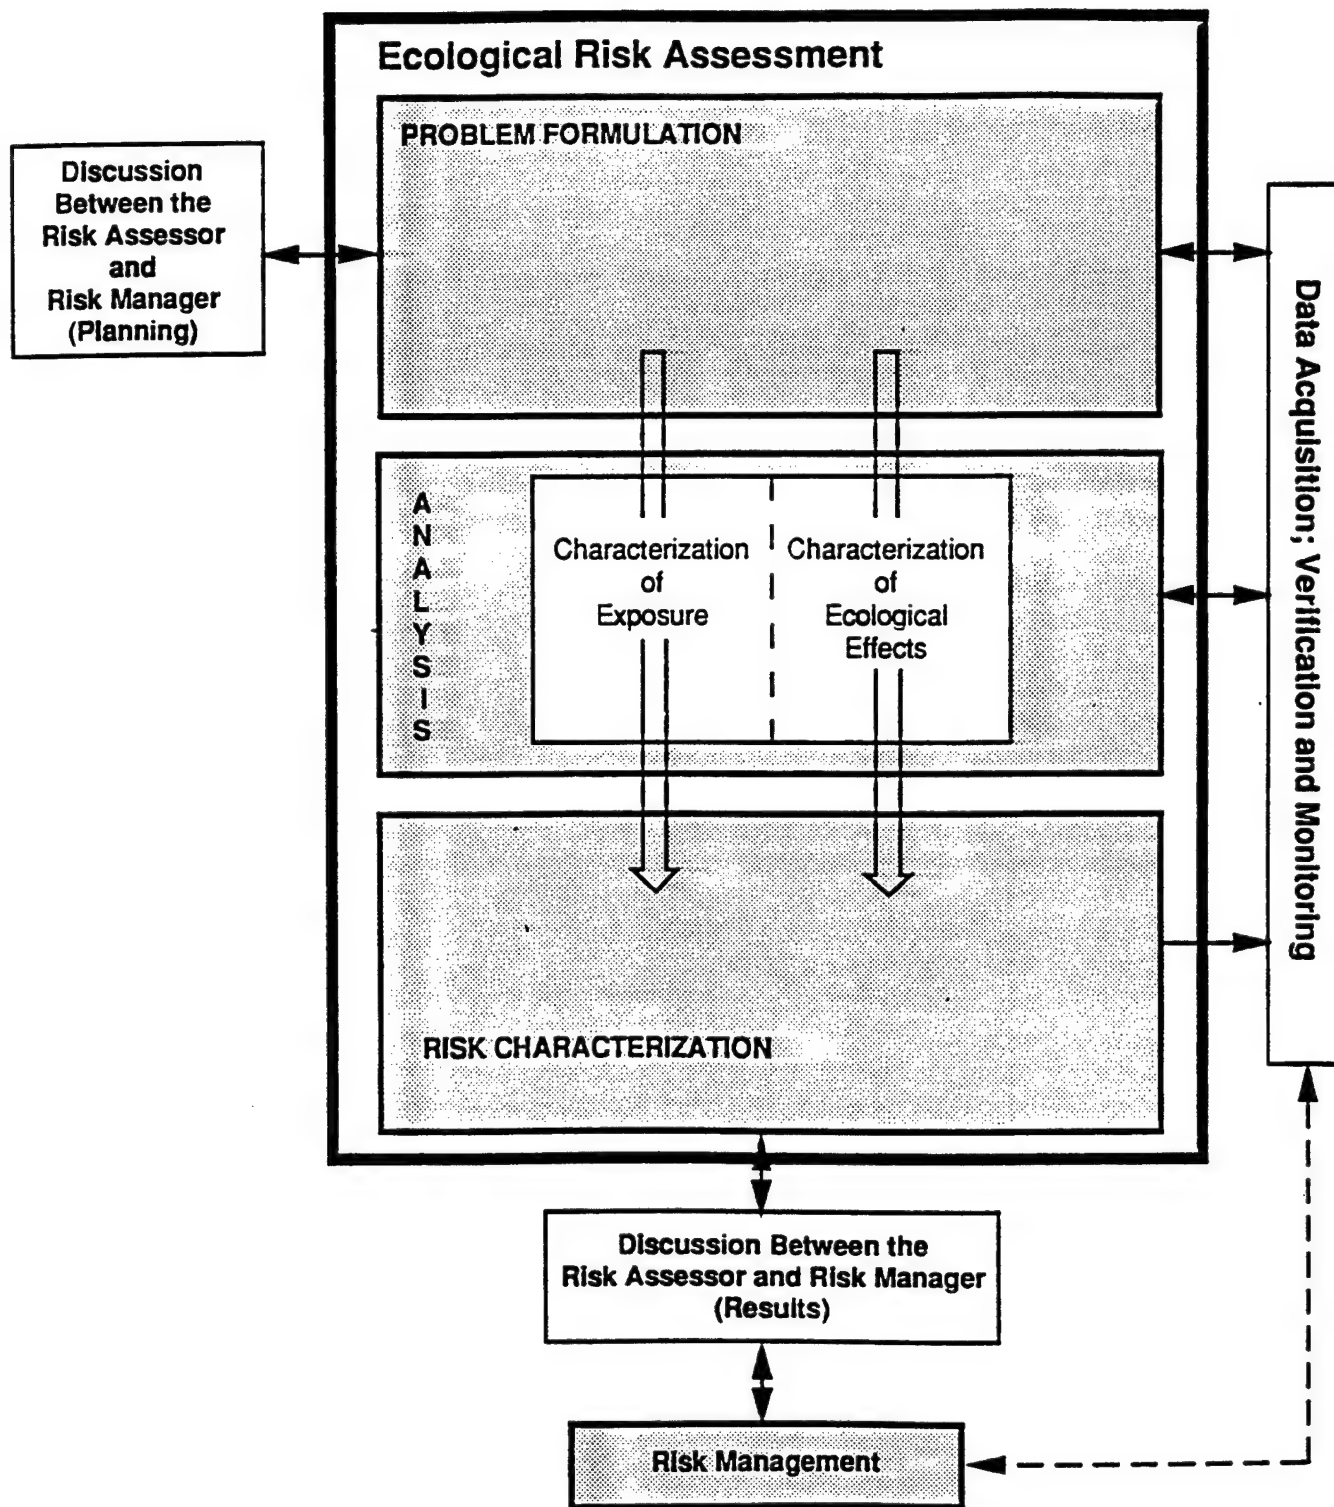 Ecological Risk Assessment
PROBLEM FORMULATION
Discussion
Between the
Risk Assessor
and
Risk Manager
(Planning)
Data Acquisition; Verification and Monitoring
ANALYSIS
Characterization
of
Exposure
Characterization
of
Ecological
Effects
RISK CHARACTERIZATION
Discussion Between the
Risk Assessor and Risk Manager
(Results)
Risk Management